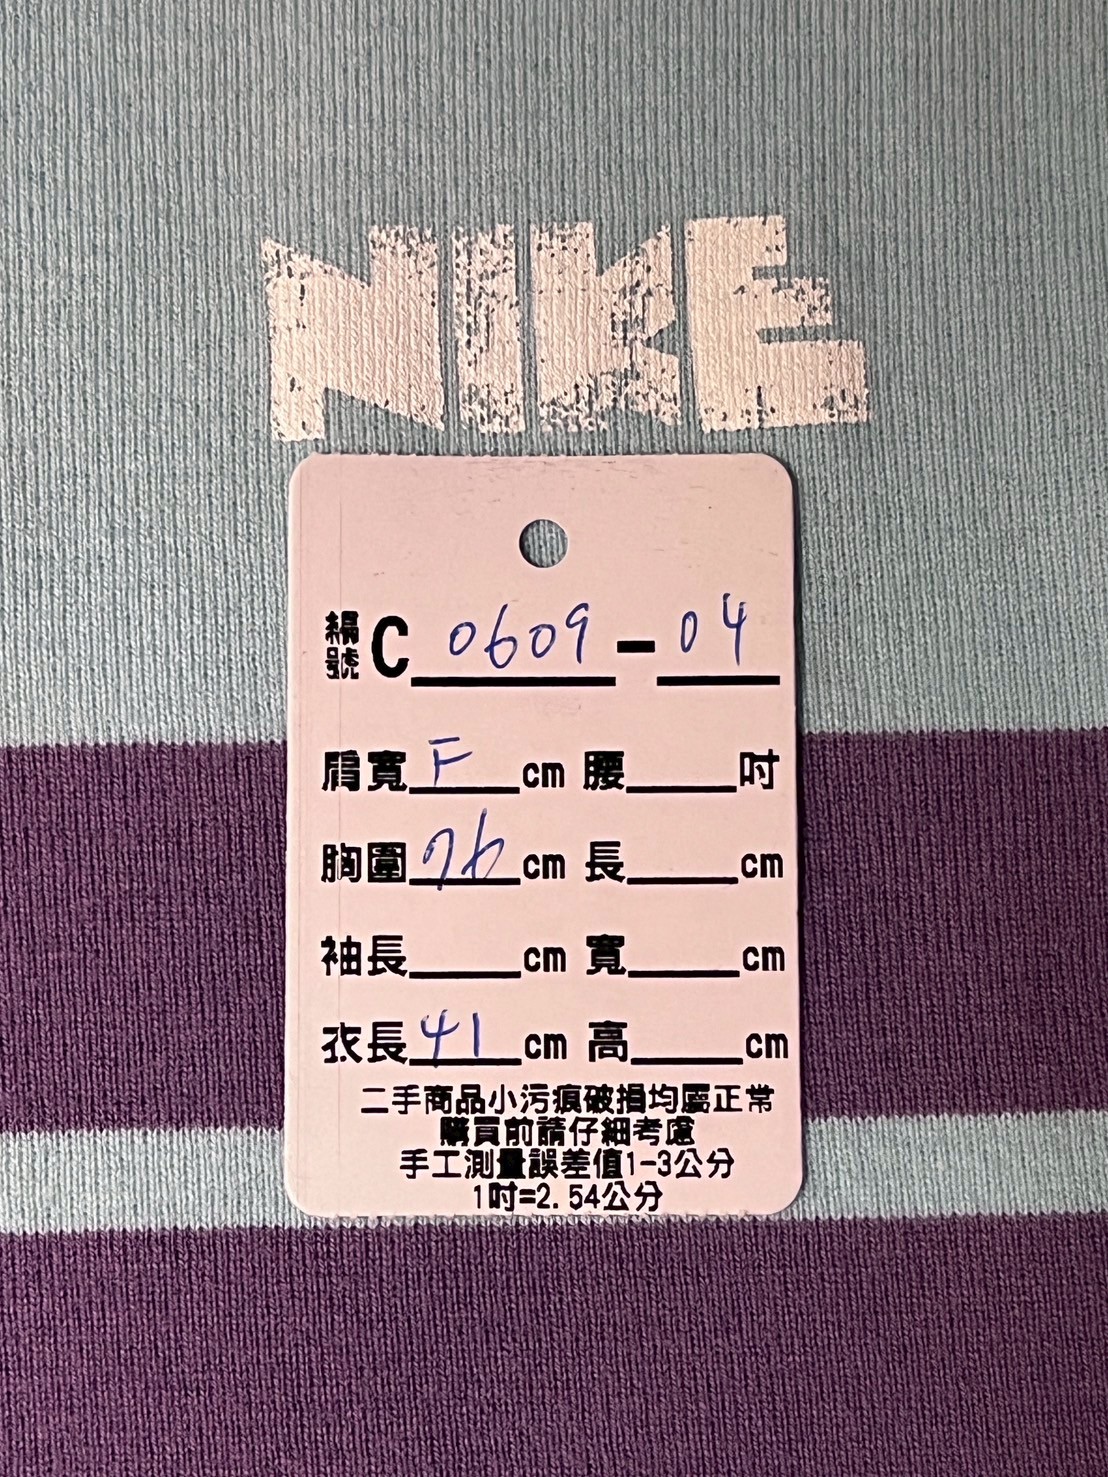 NIKE
編號 C 0609-04
肩寬 F cm 腰 吋
胸圍 76 cm 長 cm
袖長 cm 寬 cm
衣長 41 cm 高 cm
二手商品小污痕破損均屬正常
購買前請仔細考慮
手工測量誤差值1-3公分
1吋=2.54公分